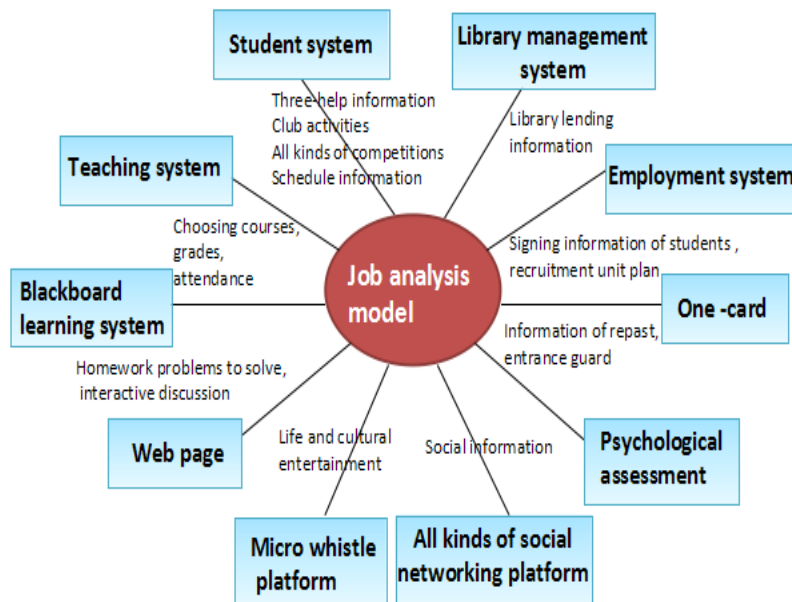 Student system
Library management
system
Three-help information
Club activities
All kinds of competitions
Schedule information
Library lending
information
Teaching system
Employment system
Choosing courses,
grades,
attendance
Signing information of students ,
recruitment unit plan
Job analysis
model
Blackboard
learning system
One -card
Information of repast,
entrance guard
Homework problems to solve,
interactive discussion
Web page
Life and cultural
entertainment
Social information
Psychological
assessment
Micro whistle
platform
All kinds of social
networking platform